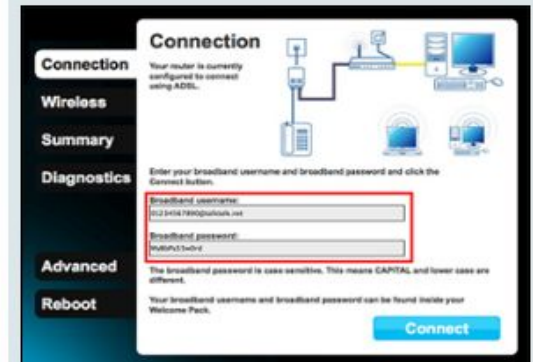 Connection
Wireless
Summary
Diagnostics
Advanced
Reboot
Connection
Your router is currently
configured to connect
using ADSL.
Enter your broadband username and broadband password and click the
Connect button.
Broadband username:
01234567890@talktalk.net
Broadband password:
The broadband password is case sensitive. This means CAPITAL and lower case are
different.
Your broadband username and broadband password can be found inside your
Welcome Pack.
Connect